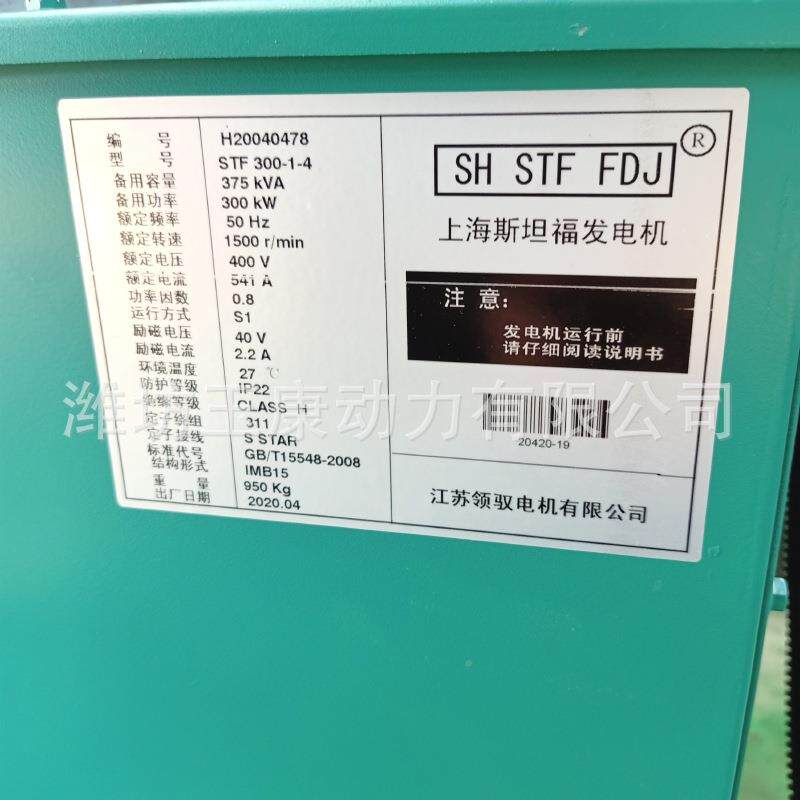 编 号 H20040478
型 号 STF 300-1-4
备用容量 375 kVA
备用功率 300 kW
额定频率 50 Hz
额定转速 1500 r/min
额定电压 400 V
额定电流 541 A
功率因数 0.8
运行方式 S1
励磁电压 40 V
励磁电流 2.2 A
环境温度 27 ℃
防护等级 IP22
绝缘等级 CLASS H
定子绕组 311
定子接线 S STAR
标准代号 GB/T15548-2008
结构形式 IMB15
重 量 950 Kg
出厂日期 2020.04
SH STF FDJ ®
上海斯坦福发电机
注 意：
发电机运行前
请仔细阅读说明书
20420-19
江苏领驭电机有限公司
潍坊王康动力有限公司